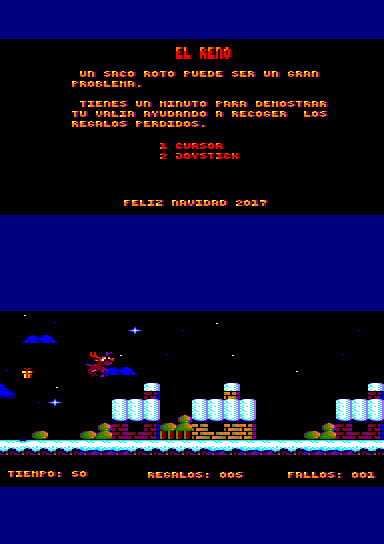 EL RENO
UN SACO ROTO PUEDE SER UN GRAN
PROBLEMA.
TIENES UN MINUTO PARA DEMOSTRAR
TU VALIA AYUDANDO A RECOGER LOS
REGALOS PERDIDOS.
1 CURSOR
2 JOYSTICK
FELIZ NAVIDAD 2017
TIEMPO: 50 REGALOS: 005 FALLOS: 001